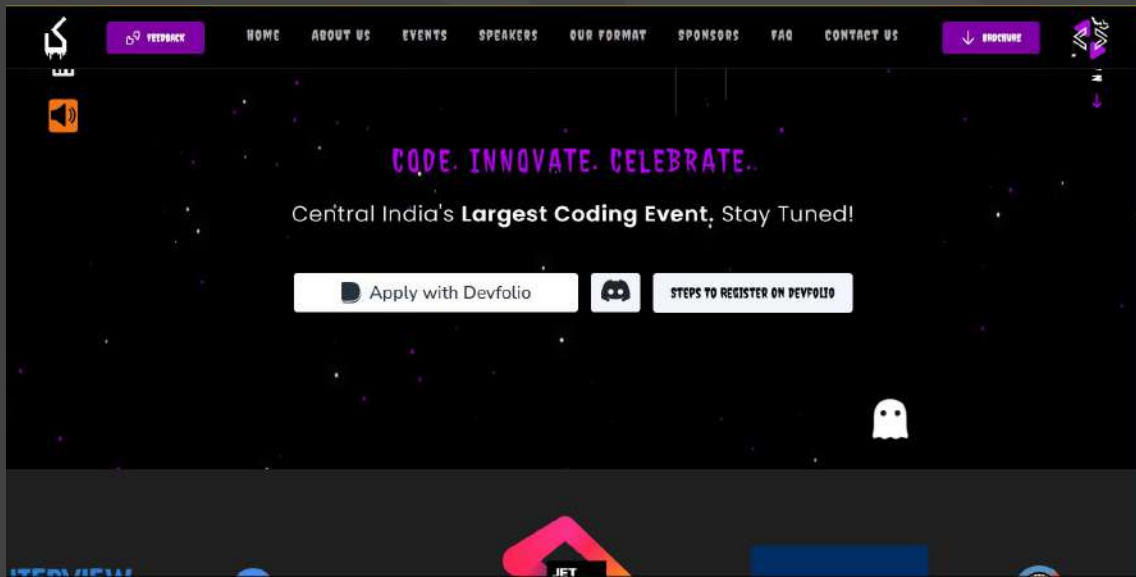 FEEDBACK
HOME
ABOUT US
EVENTS
SPEAKERS
OUR FORMAT
SPONSORS
FAQ
CONTACT US
BROCHURE
CODE. INNOVATE. CELEBRATE.
Central India's Largest Coding Event. Stay Tuned!
Apply with Devfolio
STEPS TO REGISTER ON DEVFOLIO
JET